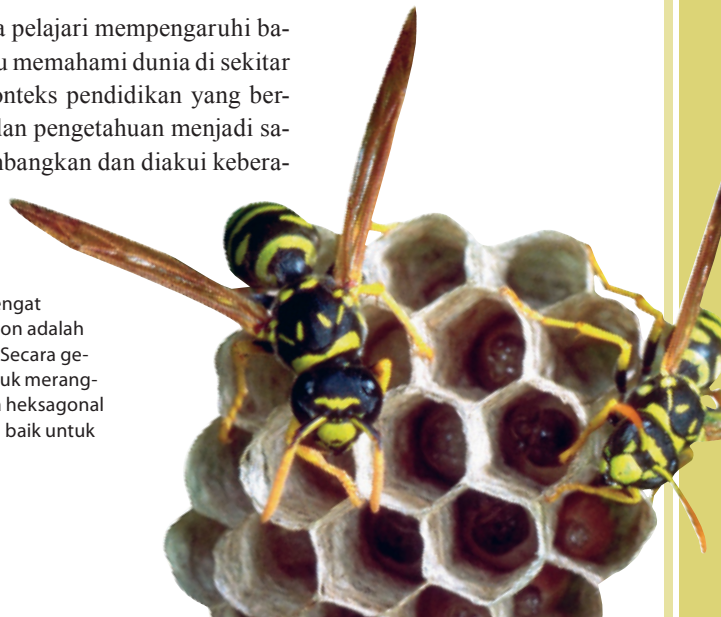 a pelajari mempengaruhi ba-
u memahami dunia di sekitar
onteks pendidikan yang ber-
dan pengetahuan menjadi sa-
mbangkan dan diakui kebera-
engat
on adalah
Secara ge-
uk merang-
n heksagonal
baik untuk